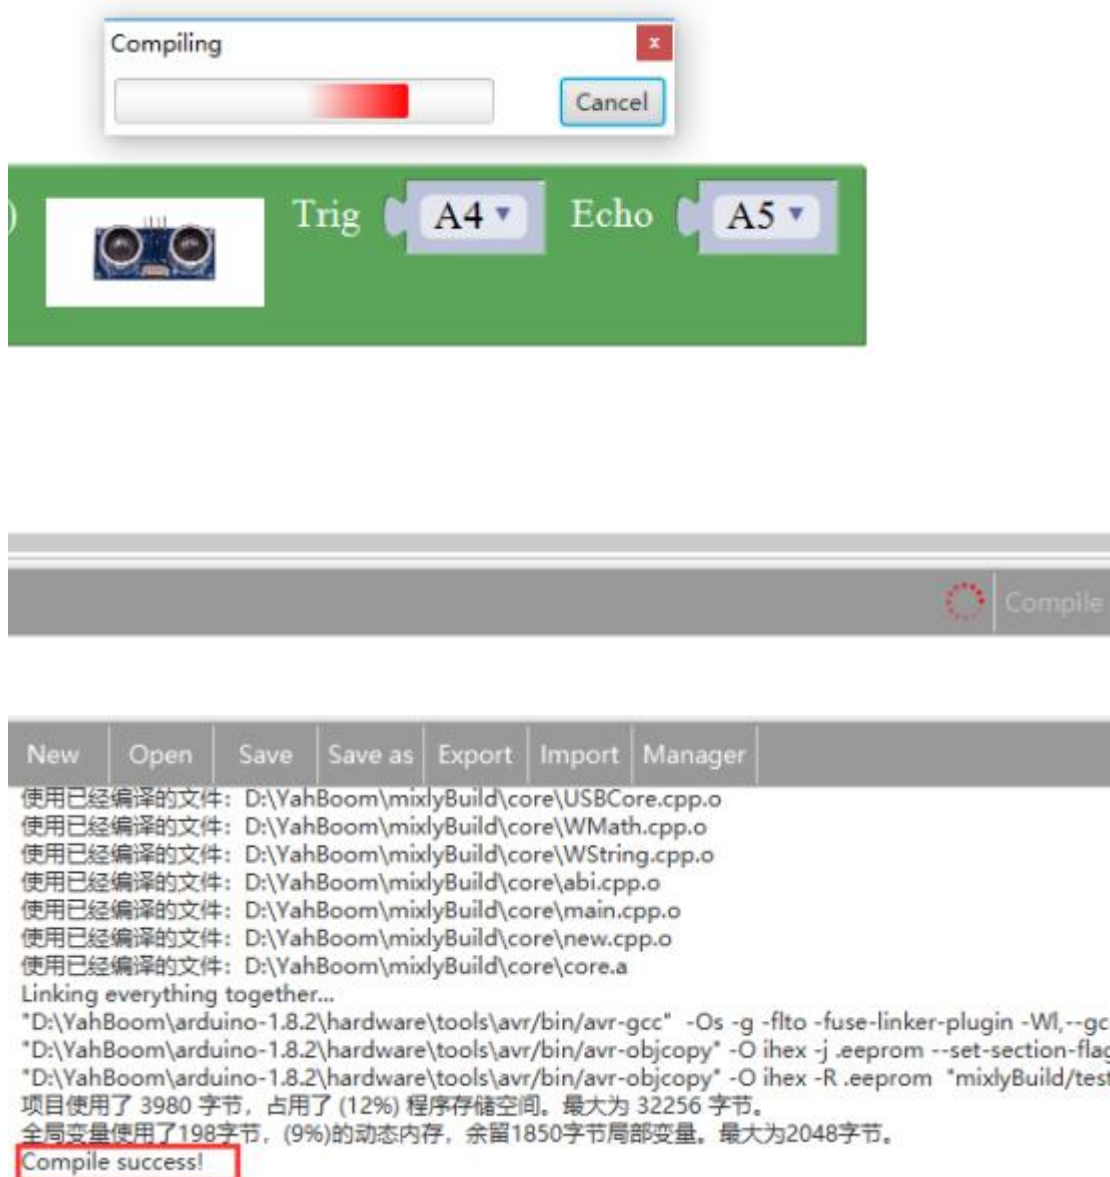 Compiling
x
Cancel
) Trig A4 Echo A5
Compile
New Open Save Save as Export Import Manager
使用已经编译的文件: D:\YahBoom\mixlyBuild\core\USBCore.cpp.o
使用已经编译的文件: D:\YahBoom\mixlyBuild\core\WMath.cpp.o
使用已经编译的文件: D:\YahBoom\mixlyBuild\core\WString.cpp.o
使用已经编译的文件: D:\YahBoom\mixlyBuild\core\abi.cpp.o
使用已经编译的文件: D:\YahBoom\mixlyBuild\core\main.cpp.o
使用已经编译的文件: D:\YahBoom\mixlyBuild\core\new.cpp.o
使用已经编译的文件: D:\YahBoom\mixlyBuild\core\core.a
Linking everything together...
"D:\YahBoom\arduino-1.8.2\hardware\tools\avr/bin/avr-gcc" -Os -g -flto -fuse-linker-plugin -Wl,--gc
"D:\YahBoom\arduino-1.8.2\hardware\tools\avr/bin/avr-objcopy" -O ihex -j .eeprom --set-section-flag
"D:\YahBoom\arduino-1.8.2\hardware\tools\avr/bin/avr-objcopy" -O ihex -R .eeprom "mixlyBuild/test
项目使用了 3980 字节，占用了 (12%) 程序存储空间。最大为 32256 字节。
全局变量使用了198字节，(9%)的动态内存，余留1850字节局部变量。最大为2048字节。
Compile success!